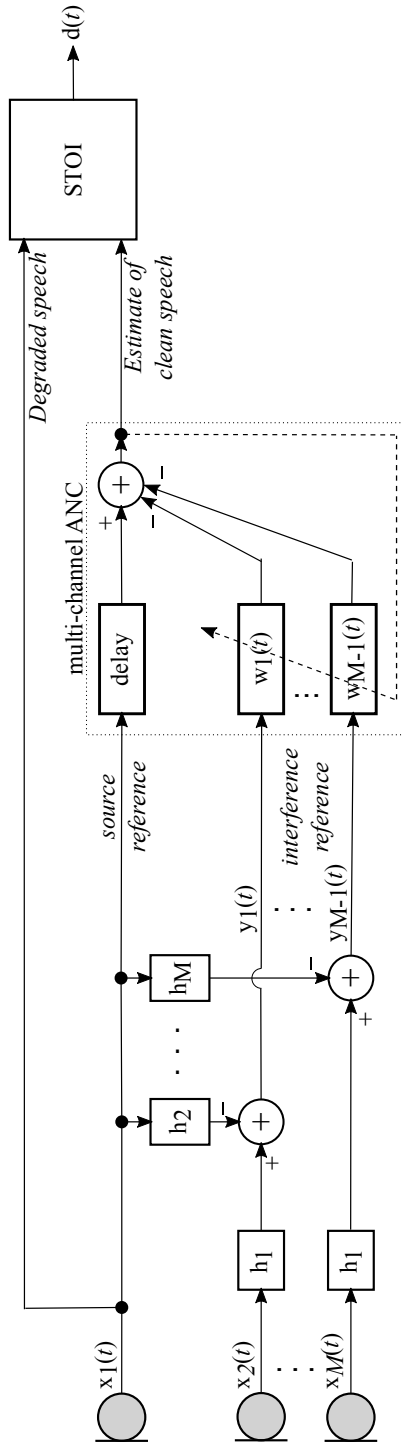 x1(t)
Degraded speech
STOI
d(t)
multi-channel ANC
source
reference
delay
+
+
−
−
Estimate of
clean speech
h2
. . .
hM
x2(t)
h1
+
−
+
y1(t)
w1(t)
. . . .
. . .
interference
reference
...
xM(t)
h1
+
−
+
yM-1(t)
wM-1(t)